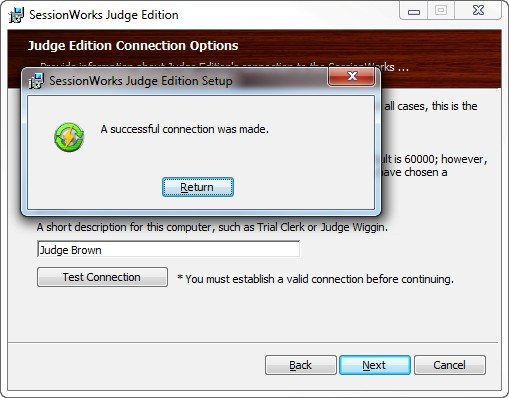 SessionWorks Judge Edition
Judge Edition Connection Options
Provide information about Judge Edition's connection to the SessionWorks ...
SessionWorks Judge Edition Setup
all cases, this is the
A successful connection was made.
ult is 60000; however,
ave chosen a
Return
A short description for this computer, such as Trial Clerk or Judge Wiggin.
Judge Brown
Test Connection
* You must establish a valid connection before continuing.
Back
Next
Cancel